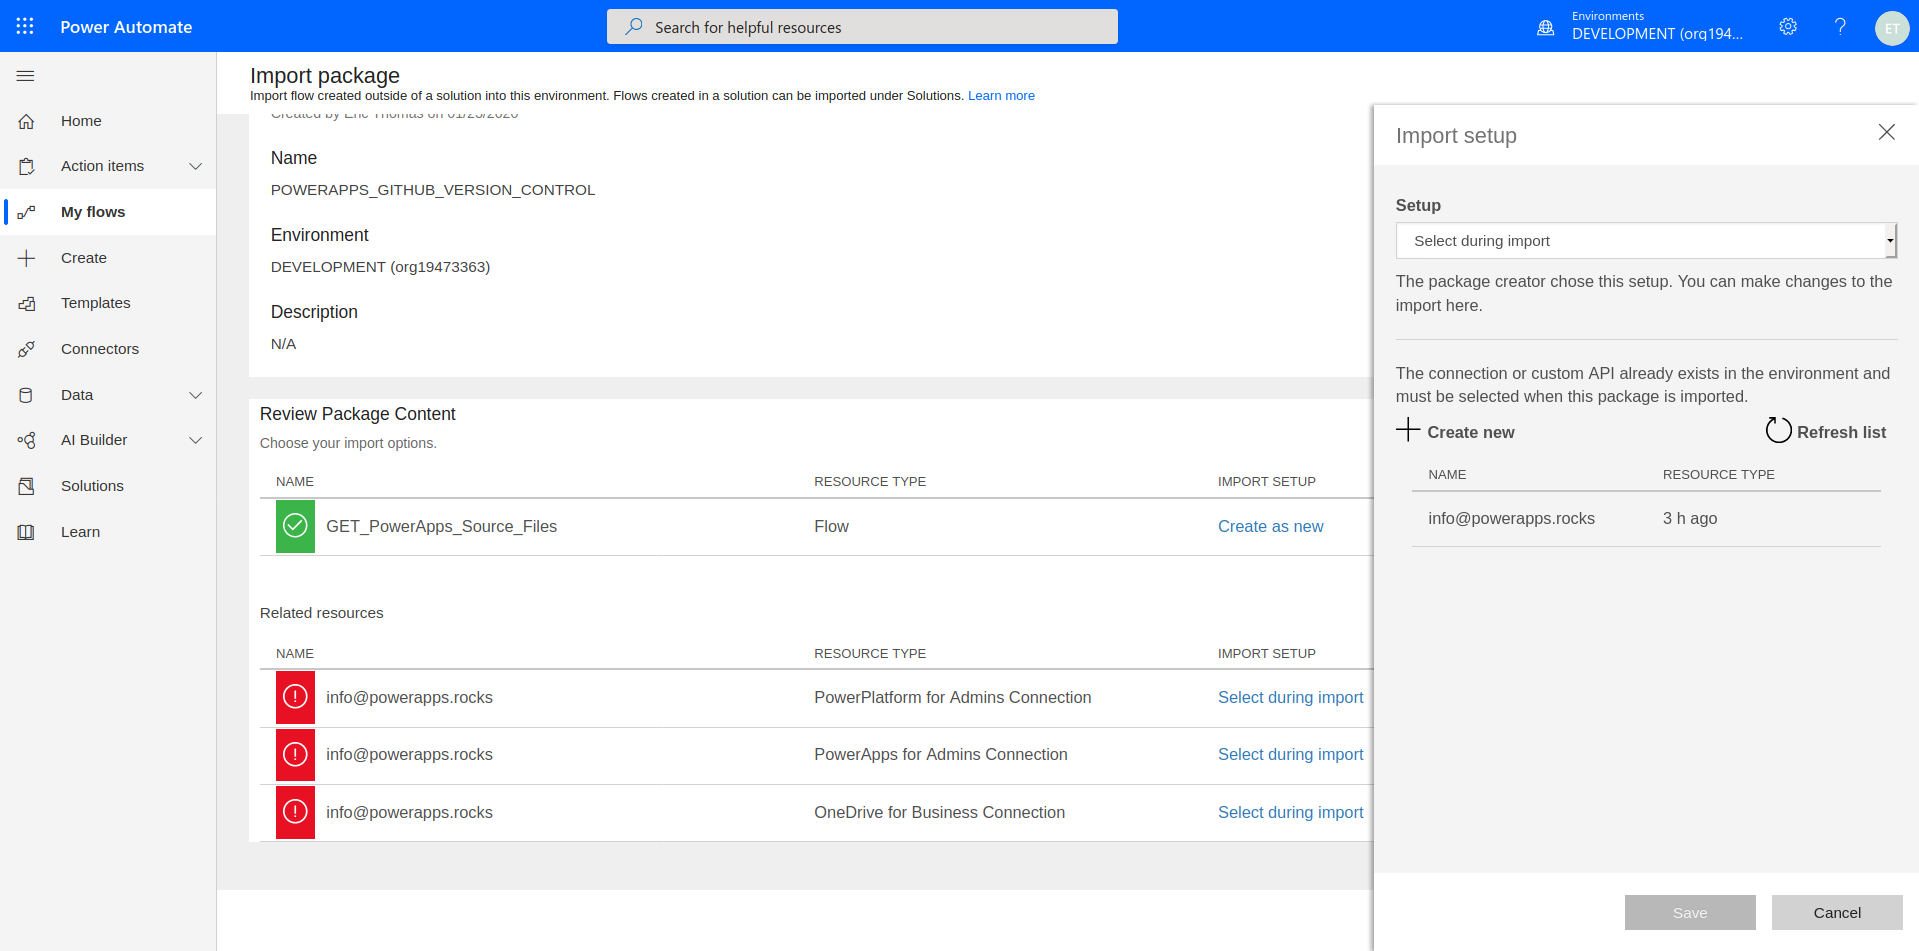 Power Automate
Search for helpful resources
Environments
DEVELOPMENT (org194...
?
ET
Home
Action items
My flows
Create
Templates
Connectors
Data
AI Builder
Solutions
Learn
Import package
Import flow created outside of a solution into this environment. Flows created in a solution can be imported under Solutions. Learn more
Created by Eric Thomas on 01/23/2020
Name
POWERAPPS_GITHUB_VERSION_CONTROL
Environment
DEVELOPMENT (org19473363)
Description
N/A
Review Package Content
Choose your import options.
NAME RESOURCE TYPE IMPORT SETUP
GET_PowerApps_Source_Files Flow Create as new
Related resources
NAME RESOURCE TYPE IMPORT SETUP
info@powerapps.rocks PowerPlatform for Admins Connection Select during import
info@powerapps.rocks PowerApps for Admins Connection Select during import
info@powerapps.rocks OneDrive for Business Connection Select during import
Import setup
Setup
Select during import
The package creator chose this setup. You can make changes to the
import here.
The connection or custom API already exists in the environment and
must be selected when this package is imported.
Create new Refresh list
NAME RESOURCE TYPE
info@powerapps.rocks 3 h ago
Save Cancel